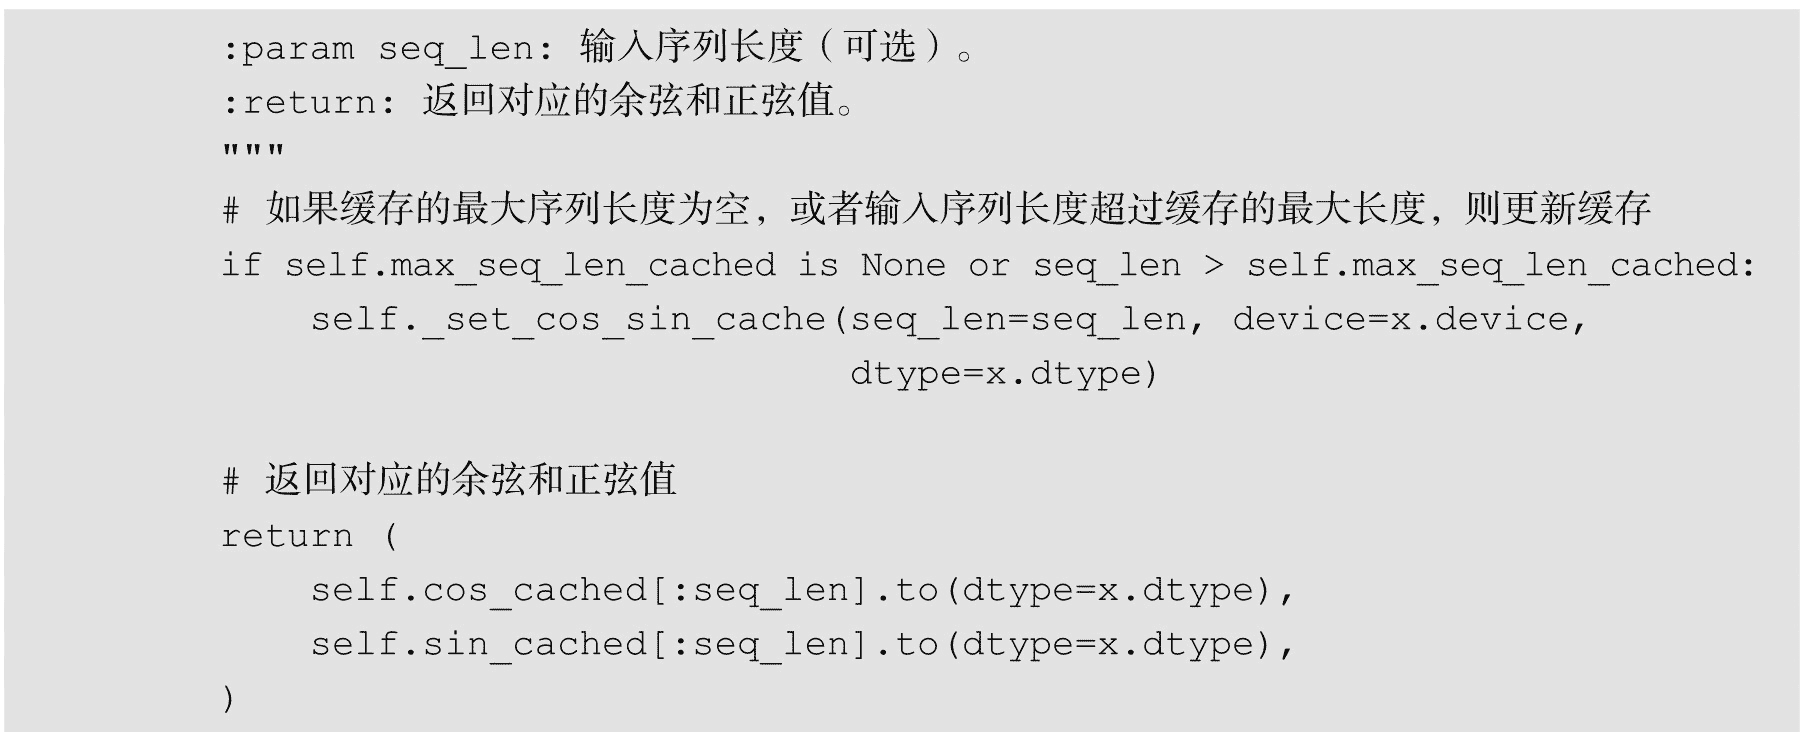 :param seq_len: 输入序列长度（可选）。
:return: 返回对应的余弦和正弦值。
"""
# 如果缓存的最大序列长度为空，或者输入序列长度超过缓存的最大长度，则更新缓存
if self.max_seq_len_cached is None or seq_len > self.max_seq_len_cached:
    self._set_cos_sin_cache(seq_len=seq_len, device=x.device,
                            dtype=x.dtype)
# 返回对应的余弦和正弦值
return (
    self.cos_cached[:seq_len].to(dtype=x.dtype),
    self.sin_cached[:seq_len].to(dtype=x.dtype),
)